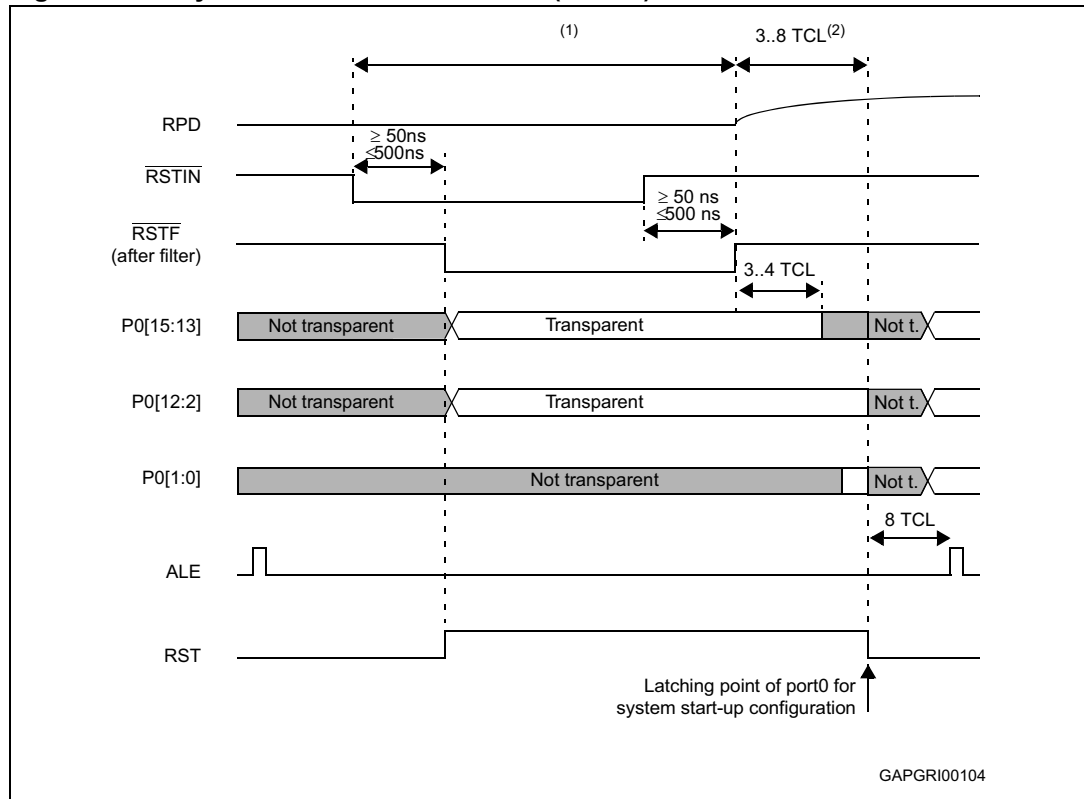 (1)
3..8 TCL(2)
RPD
≥ 50ns
≤500ns
RSTIN
≥ 50 ns
≤500 ns
RSTF
(after filter)
3..4 TCL
P0[15:13]
Not transparent
Transparent
Not t.
P0[12:2]
Not transparent
Transparent
Not t.
P0[1:0]
Not transparent
Not t.
8 TCL
ALE
RST
Latching point of port0 for
system start-up configuration
GAPGRI00104